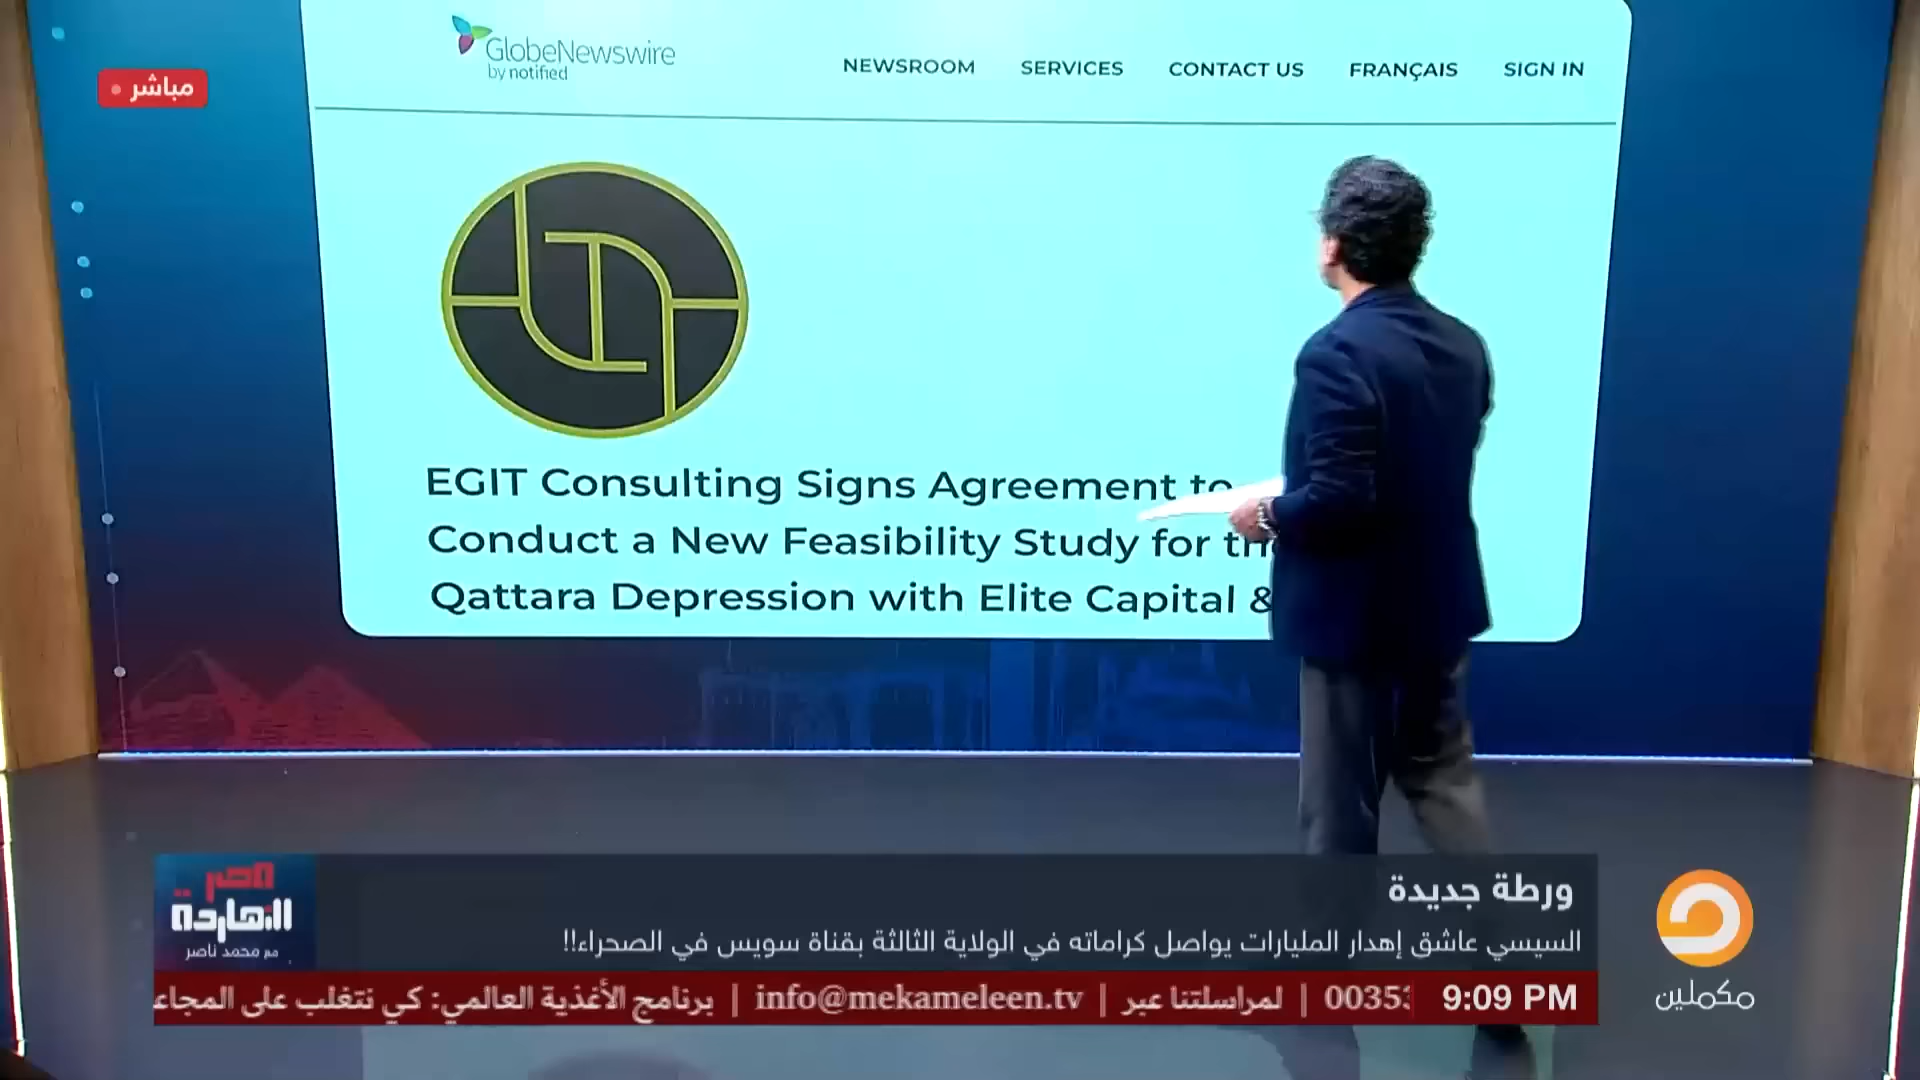 GlobeNewswire
by notified
NEWSROOM SERVICES CONTACT US FRANÇAIS SIGN IN
مباشر
EGIT Consulting Signs Agreement to
Conduct a New Feasibility Study for
Qattara Depression with Elite Capital &
ورطة جديدة
السيسي عاشق إهدار المليارات يواصل كراماته في الولاية الثالثة بقناة سويس في الصحراء!!
مصر
النهاردة
مع محمد ناصر
9:09 PM
00353 | لمراسلتنا عبر | info@mekameleen.tv | برنامج الأغذية العالمي: كي نتغلب على
مكملين